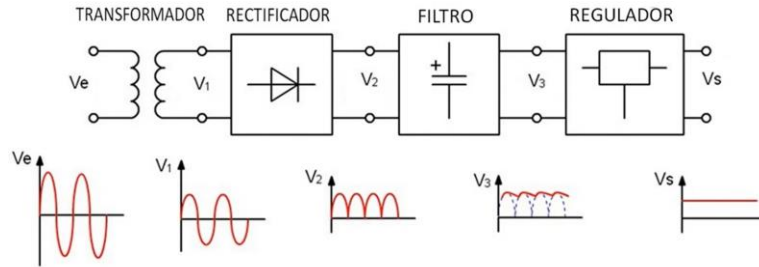 TRANSFORMADOR RECTIFICADOR FILTRO REGULADOR
Ve V1 V2 + V3 Vs
Ve V1 V2 V3 Vs